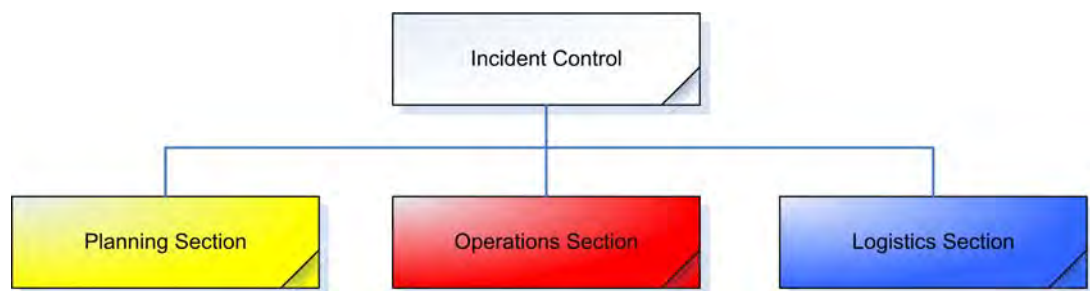 Incident Control
Planning Section
Operations Section
Logistics Section